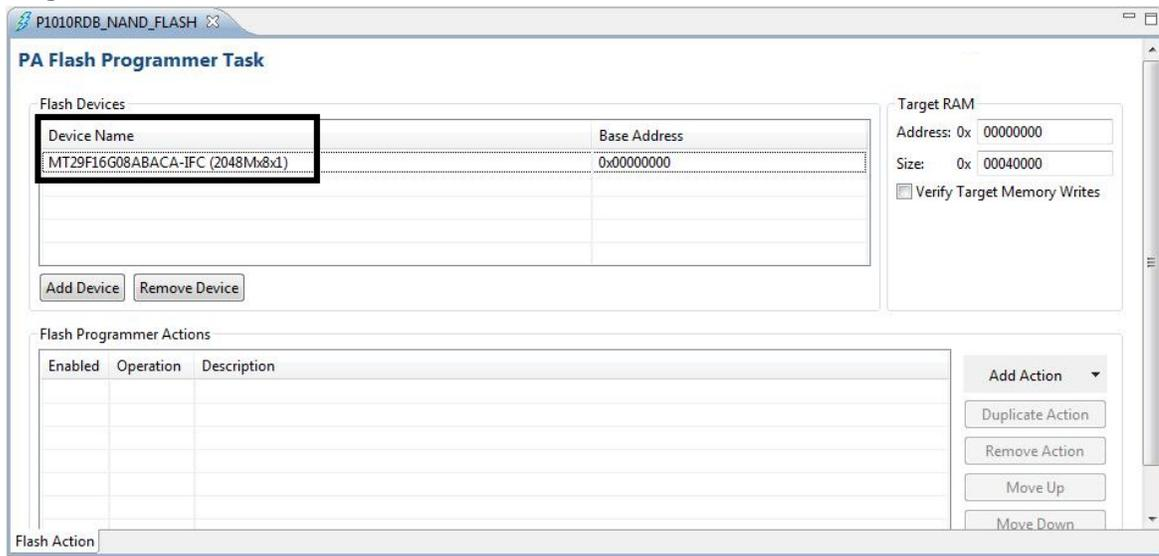 P1010RDB_NAND_FLASH
PA Flash Programmer Task
Flash Devices
Device Name Base Address
MT29F16G08ABACA-IFC (2048Mx8x1) 0x00000000
Add Device Remove Device
Target RAM
Address: 0x 00000000
Size: 0x 00040000
Verify Target Memory Writes
Flash Programmer Actions
Enabled Operation Description
Add Action
Duplicate Action
Remove Action
Move Up
Move Down
Flash Action